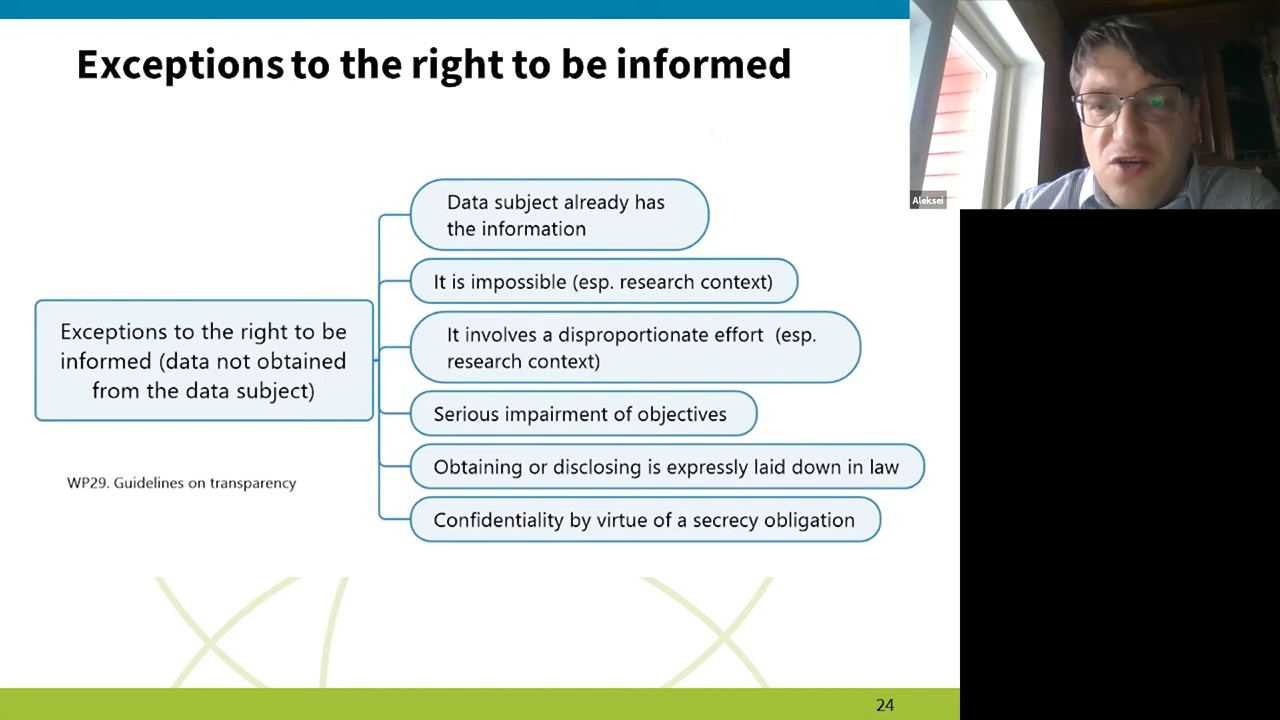 Exceptions to the right to be informed
Aleksei
Data subject already has
the information
It is impossible (esp. research context)
It involves a disproportionate effort (esp.
research context)
Exceptions to the right to be
informed (data not obtained
from the data subject)
Serious impairment of objectives
Obtaining or disclosing is expressly laid down in law
WP29. Guidelines on transparency
Confidentiality by virtue of a secrecy obligation
24